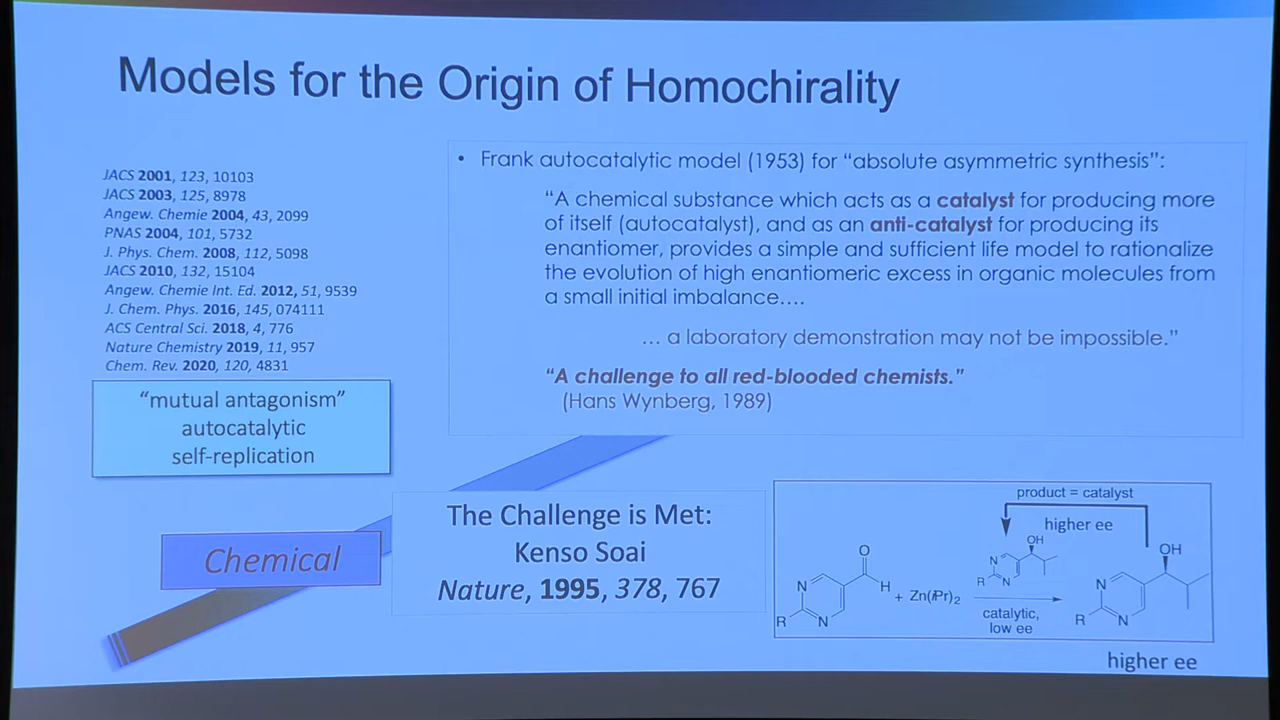 Models for the Origin of Homochirality
JACS 2001, 123, 10103
JACS 2003, 125, 8978
Angew. Chemie 2004, 43, 2099
PNAS 2004, 101, 5732
J. Phys. Chem. 2008, 112, 5098
JACS 2010, 132, 15104
Angew. Chemie Int. Ed. 2012, 51, 9539
J. Chem. Phys. 2016, 145, 074111
ACS Central Sci. 2018, 4, 776
Nature Chemistry 2019, 11, 957
Chem. Rev. 2020, 120, 4831
• Frank autocatalytic model (1953) for “absolute asymmetric synthesis”:
“A chemical substance which acts as a catalyst for producing more
of itself (autocatalyst), and as an anti-catalyst for producing its
enantiomer, provides a simple and sufficient life model to rationalize
the evolution of high enantiomeric excess in organic molecules from
a small initial imbalance….
… a laboratory demonstration may not be impossible.”
“A challenge to all red-blooded chemists.”
(Hans Wynberg, 1989)
“mutual antagonism”
autocatalytic
self-replication
Chemical
The Challenge is Met:
Kenso Soai
Nature, 1995, 378, 767
product = catalyst
higher ee
OH
N
N
R
O
H
N
N
R
+ Zn(iPr)2
catalytic,
low ee
OH
N
N
R
higher ee